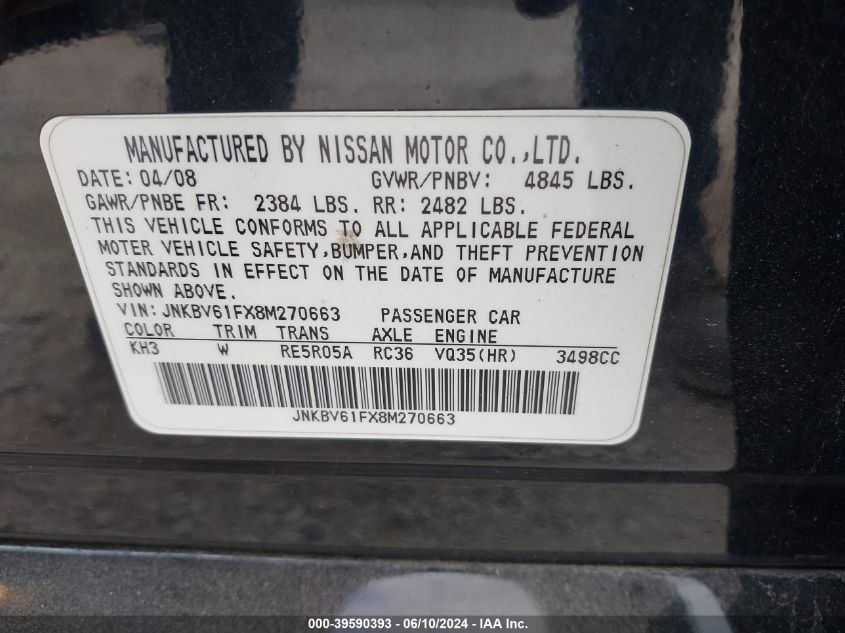 MANUFACTURED BY NISSAN MOTOR CO.,LTD.
DATE: 04/08 GVWR/PNBV: 4845 LBS.
GAWR/PNBE FR: 2384 LBS. RR: 2482 LBS.
THIS VEHICLE CONFORMS TO ALL APPLICABLE FEDERAL
MOTER VEHICLE SAFETY,BUMPER,AND THEFT PREVENTION
STANDARDS IN EFFECT ON THE DATE OF MANUFACTURE
SHOWN ABOVE.
VIN: JNKBV61FX8M270663 PASSENGER CAR
COLOR TRIM TRANS AXLE ENGINE
KH3 W RE5R05A RC36 VQ35(HR) 3498CC
JNKBV61FX8M270663
000-39590393 - 06/10/2024 - IAA Inc.